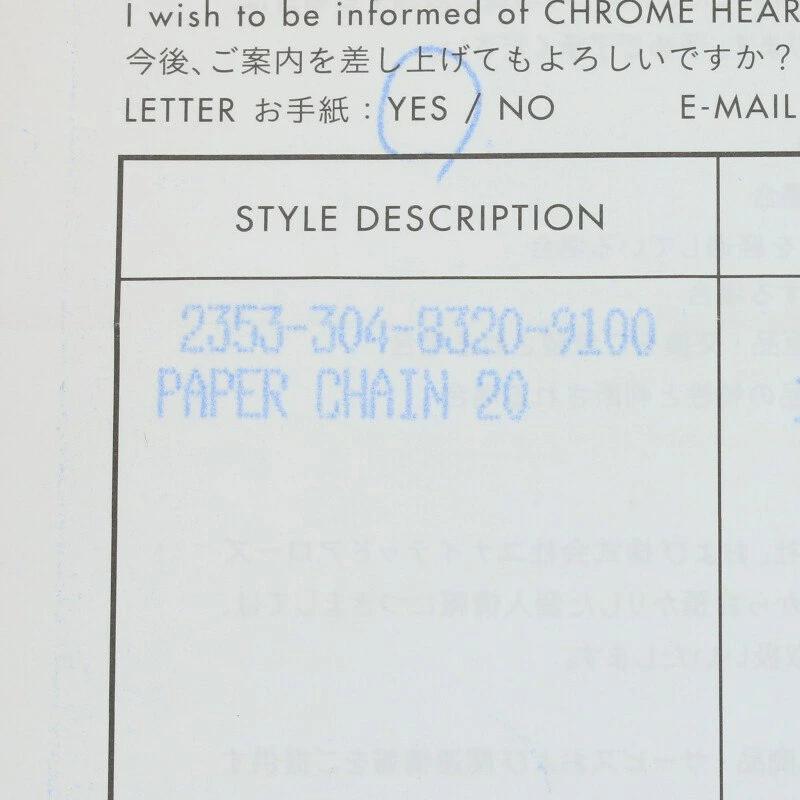 I wish to be informed of CHROME HEAR
今後、ご案内を差し上げてもよろしいですか？
LETTER お手紙：YES / NO E-MAIL
STYLE DESCRIPTION
2353-304-8320-9100
PAPER CHAIN 20